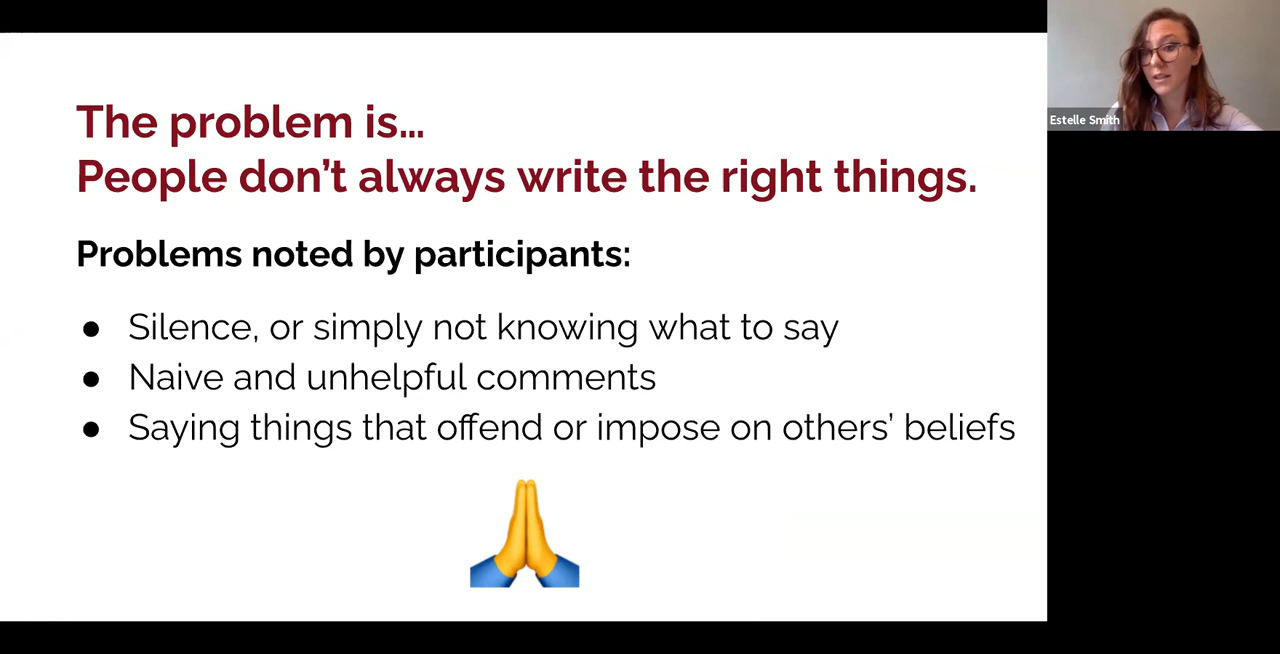 The problem is...
People don’t always write the right things.
Problems noted by participants:
● Silence, or simply not knowing what to say
● Naive and unhelpful comments
● Saying things that offend or impose on others’ beliefs
Estelle Smith